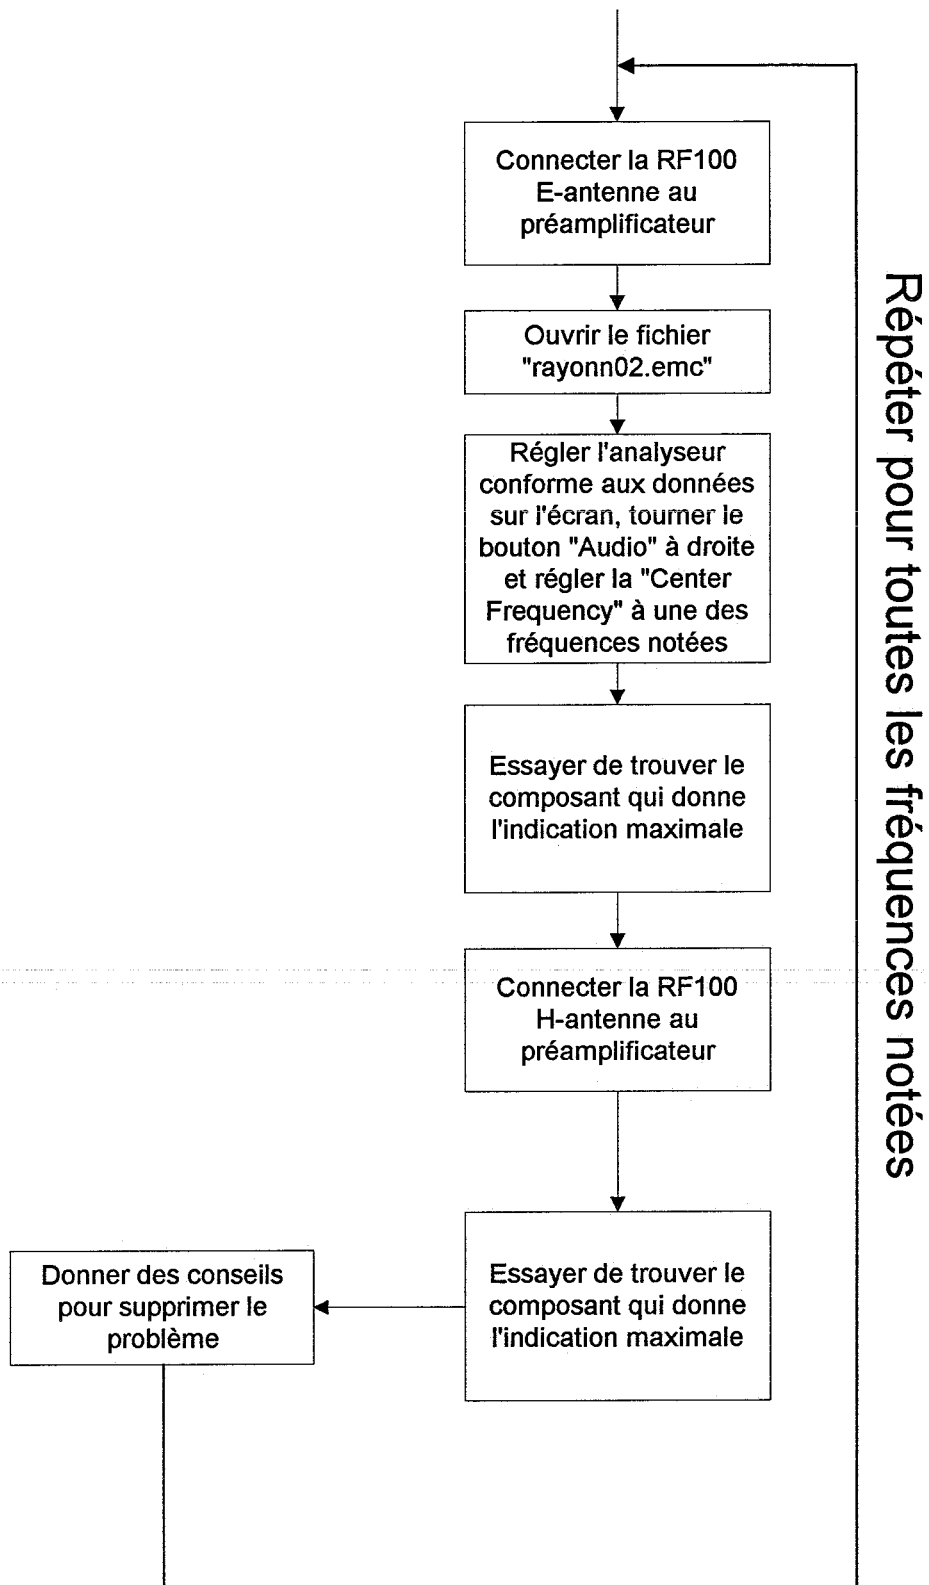 Connecter la RF100
E-antenne au
préamplificateur
Ouvrir le fichier
"rayonn02.emc"
Régler l'analyseur
conforme aux données
sur l'écran, tourner le
bouton "Audio" à droite
et régler la "Center
Frequency" à une des
fréquences notées
Essayer de trouver le
composant qui donne
l'indication maximale
Connecter la RF100
H-antenne au
préamplificateur
Essayer de trouver le
composant qui donne
l'indication maximale
Donner des conseils
pour supprimer le
problème
Répéter pour toutes les fréquences notées